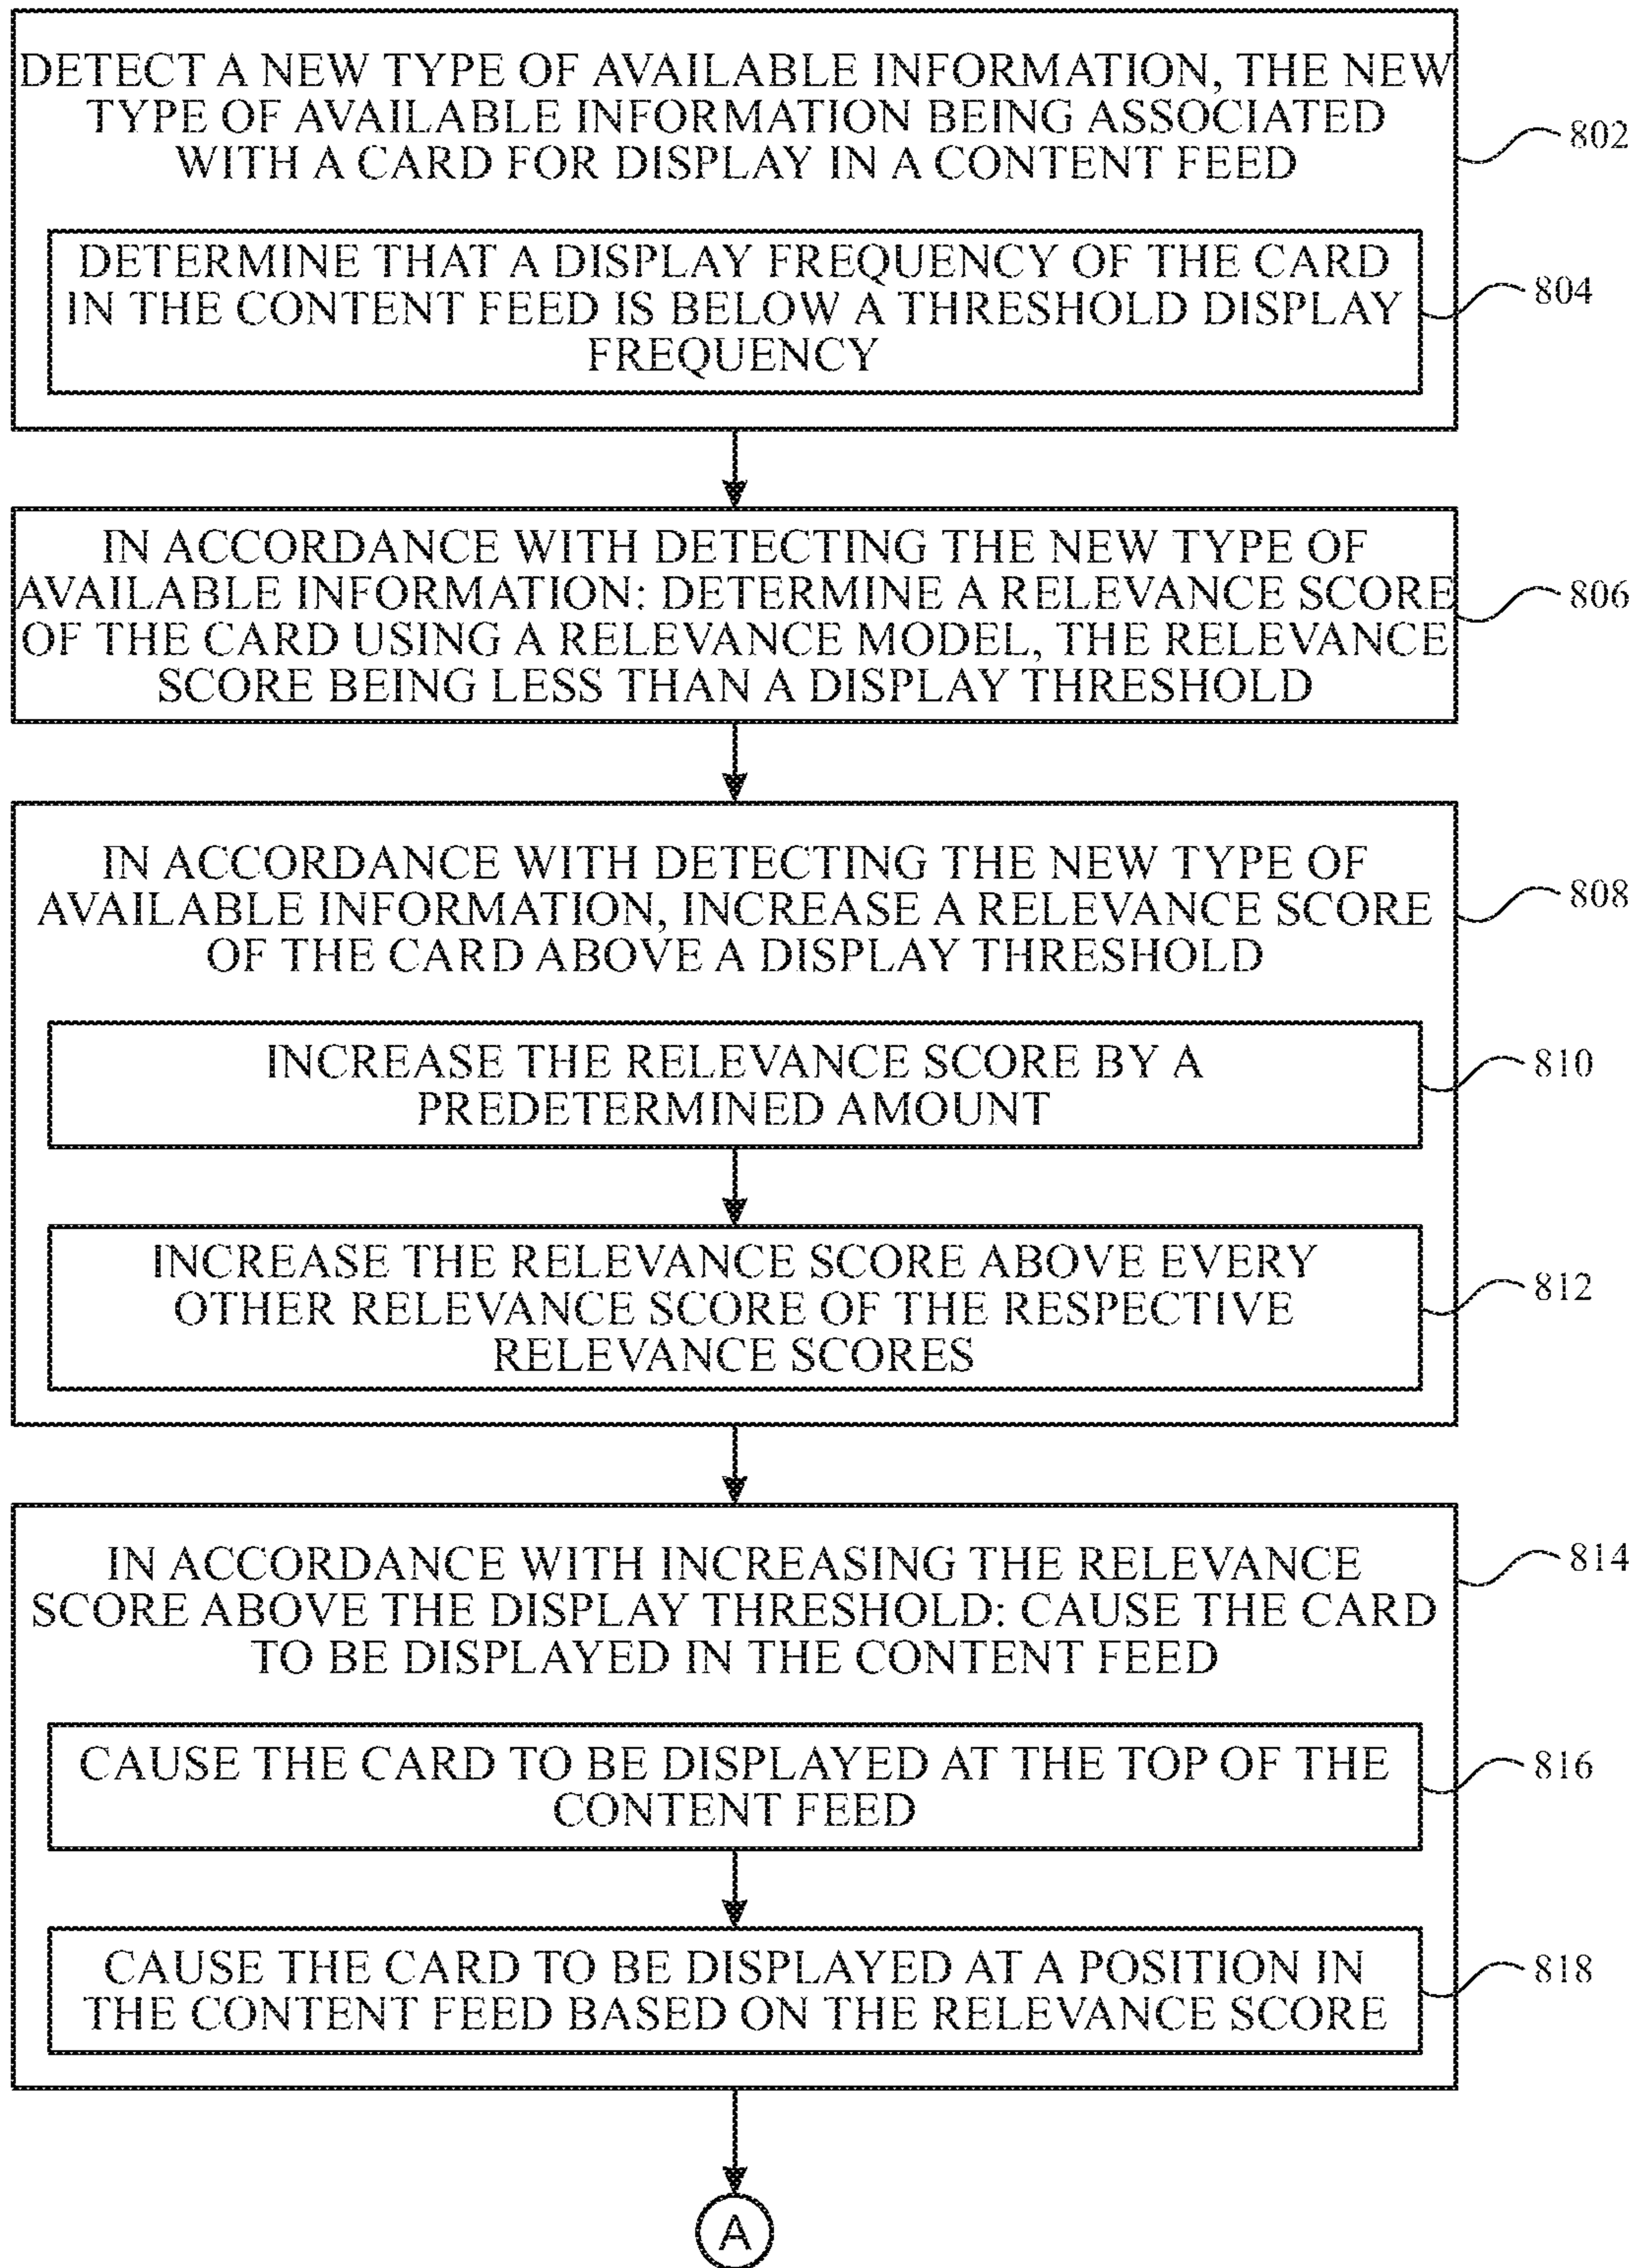 DETECT A NEW TYPE OF AVAILABLE INFORMATION, THE NEW
TYPE OF AVAILABLE INFORMATION BEING ASSOCIATED
WITH A CARD FOR DISPLAY IN A CONTENT FEED
802
DETERMINE THAT A DISPLAY FREQUENCY OF THE CARD
IN THE CONTENT FEED IS BELOW A THRESHOLD DISPLAY
FREQUENCY
804
IN ACCORDANCE WITH DETECTING THE NEW TYPE OF
AVAILABLE INFORMATION: DETERMINE A RELEVANCE SCORE
OF THE CARD USING A RELEVANCE MODEL, THE RELEVANCE
SCORE BEING LESS THAN A DISPLAY THRESHOLD
806
IN ACCORDANCE WITH DETECTING THE NEW TYPE OF
AVAILABLE INFORMATION, INCREASE A RELEVANCE SCORE
OF THE CARD ABOVE A DISPLAY THRESHOLD
808
INCREASE THE RELEVANCE SCORE BY A
PREDETERMINED AMOUNT
810
INCREASE THE RELEVANCE SCORE ABOVE EVERY
OTHER RELEVANCE SCORE OF THE RESPECTIVE
RELEVANCE SCORES
812
IN ACCORDANCE WITH INCREASING THE RELEVANCE
SCORE ABOVE THE DISPLAY THRESHOLD: CAUSE THE CARD
TO BE DISPLAYED IN THE CONTENT FEED
814
CAUSE THE CARD TO BE DISPLAYED AT THE TOP OF THE
CONTENT FEED
816
CAUSE THE CARD TO BE DISPLAYED AT A POSITION IN
THE CONTENT FEED BASED ON THE RELEVANCE SCORE
818
A